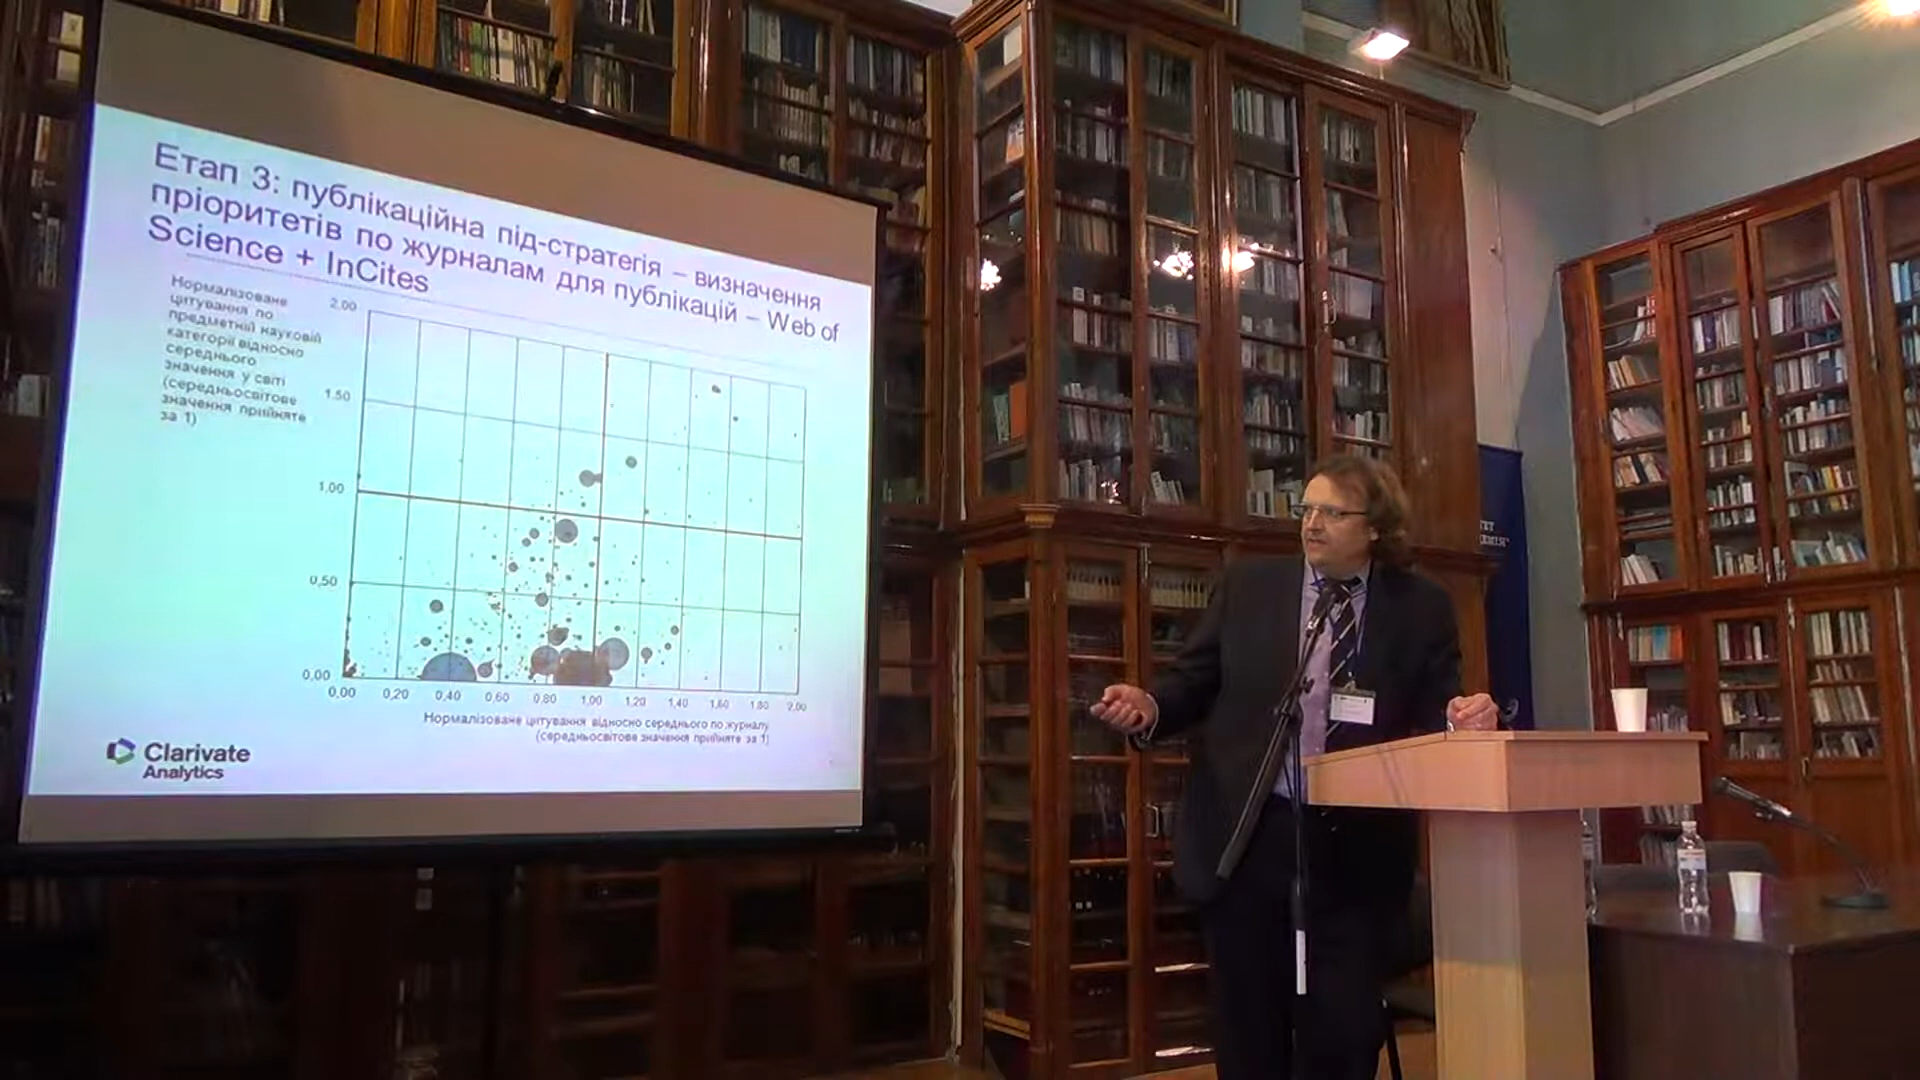 Етап 3: публікаційна під-стратегія – визначення
пріоритетів по журналам для публікацій – Web of
Science + InCites
Нормалізоване
цитування по
предметній науковій
категорії відносно
середнього
значення у світі
(середньосвітове
значення прийняте
за 1)
2,00
1,50
1,00
0,50
0,00
0,00 0,20 0,40 0,60 0,80 1,00 1,20 1,40 1,60 1,80 2,00
Нормалізоване цитування відносно середнього по журналу
(середньосвітове значення прийняте за 1)
Clarivate
Analytics